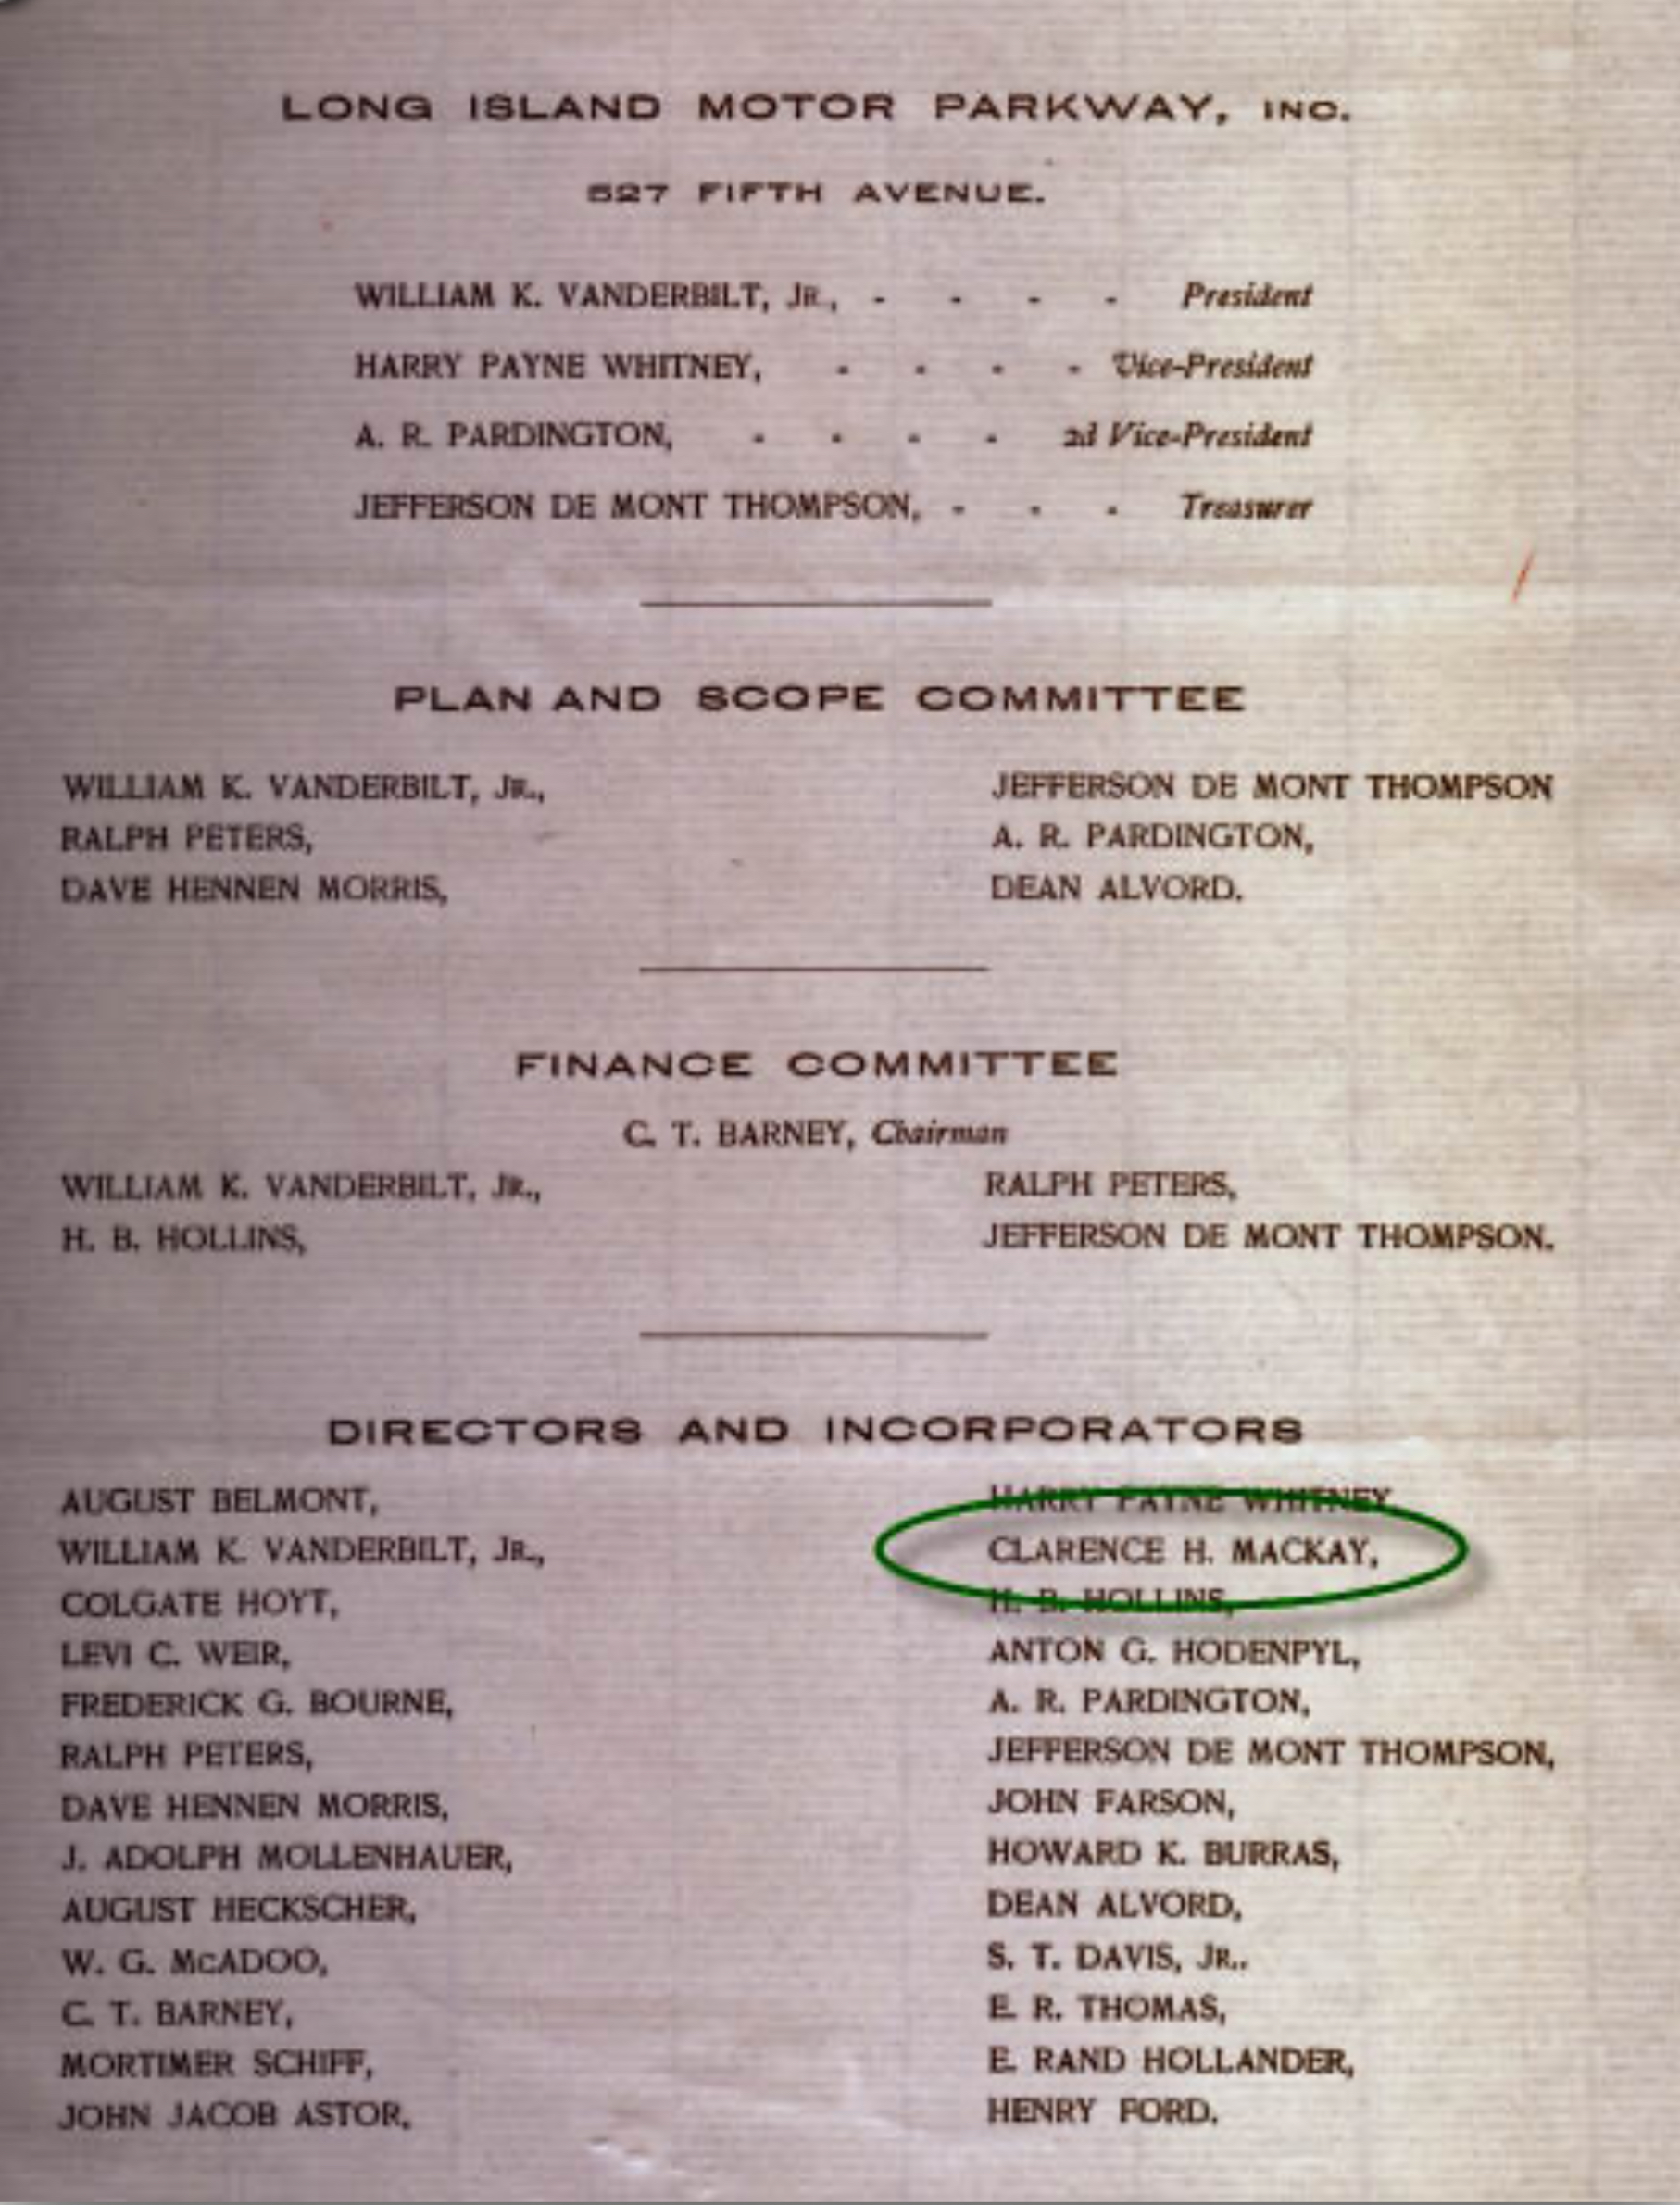 LONG ISLAND MOTOR PARKWAY, INC.
527 FIFTH AVENUE.
WILLIAM K. VANDERBILT, JR., - - - - President
HARRY PAYNE WHITNEY, - - - - Vice-President
A. R. PARDINGTON, - - - - 2d Vice-President
JEFFERSON DE MONT THOMPSON, - - - Treasurer
PLAN AND SCOPE COMMITTEE
WILLIAM K. VANDERBILT, JR., JEFFERSON DE MONT THOMPSON
RALPH PETERS, A. R. PARDINGTON,
DAVE HENNEN MORRIS, DEAN ALVORD.
FINANCE COMMITTEE
C. T. BARNEY, Chairman
WILLIAM K. VANDERBILT, JR., RALPH PETERS,
H. B. HOLLINS, JEFFERSON DE MONT THOMPSON.
DIRECTORS AND INCORPORATORS
AUGUST BELMONT, HARRY PAYNE WHITNEY
WILLIAM K. VANDERBILT, JR., CLARENCE H. MACKAY,
COLGATE HOYT, H. B. HOLLINS,
LEVI C. WEIR, ANTON G. HODENPYL,
FREDERICK G. BOURNE, A. R. PARDINGTON,
RALPH PETERS, JEFFERSON DE MONT THOMPSON,
DAVE HENNEN MORRIS, JOHN FARSON,
J. ADOLPH MOLLENHAUER, HOWARD K. BURRAS,
AUGUST HECKSCHER, DEAN ALVORD,
W. G. McADOO, S. T. DAVIS, JR..
C. T. BARNEY, E. R. THOMAS,
MORTIMER SCHIFF, E. RAND HOLLANDER,
JOHN JACOB ASTOR, HENRY FORD.